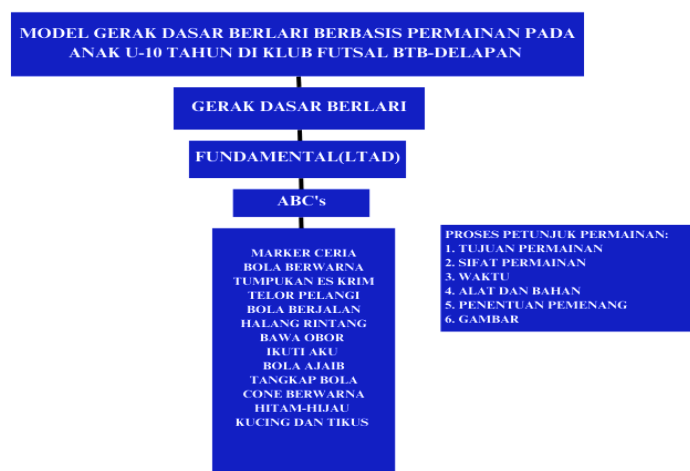 MODEL GERAK DASAR BERLARI BERBASIS PERMAINAN PADA
ANAK U-10 TAHUN DI KLUB FUTSAL BTB-DELAPAN
GERAK DASAR BERLARI
FUNDAMENTAL(LTAD)
ABC's
MARKER CERIA
BOLA BERWARNA
TUMPUKAN ES KRIM
TELOR PELANGI
BOLA BERJALAN
HALANG RINTANG
BAWA OBOR
IKUTI AKU
BOLA AJAIB
TANGKAP BOLA
CONE BERWARNA
HITAM-HIJAU
KUCING DAN TIKUS
PROSES PETUNJUK PERMAINAN:
1. TUJUAN PERMAINAN
2. SIFAT PERMAINAN
3. WAKTU
4. ALAT DAN BAHAN
5. PENENTUAN PEMENANG
6. GAMBAR